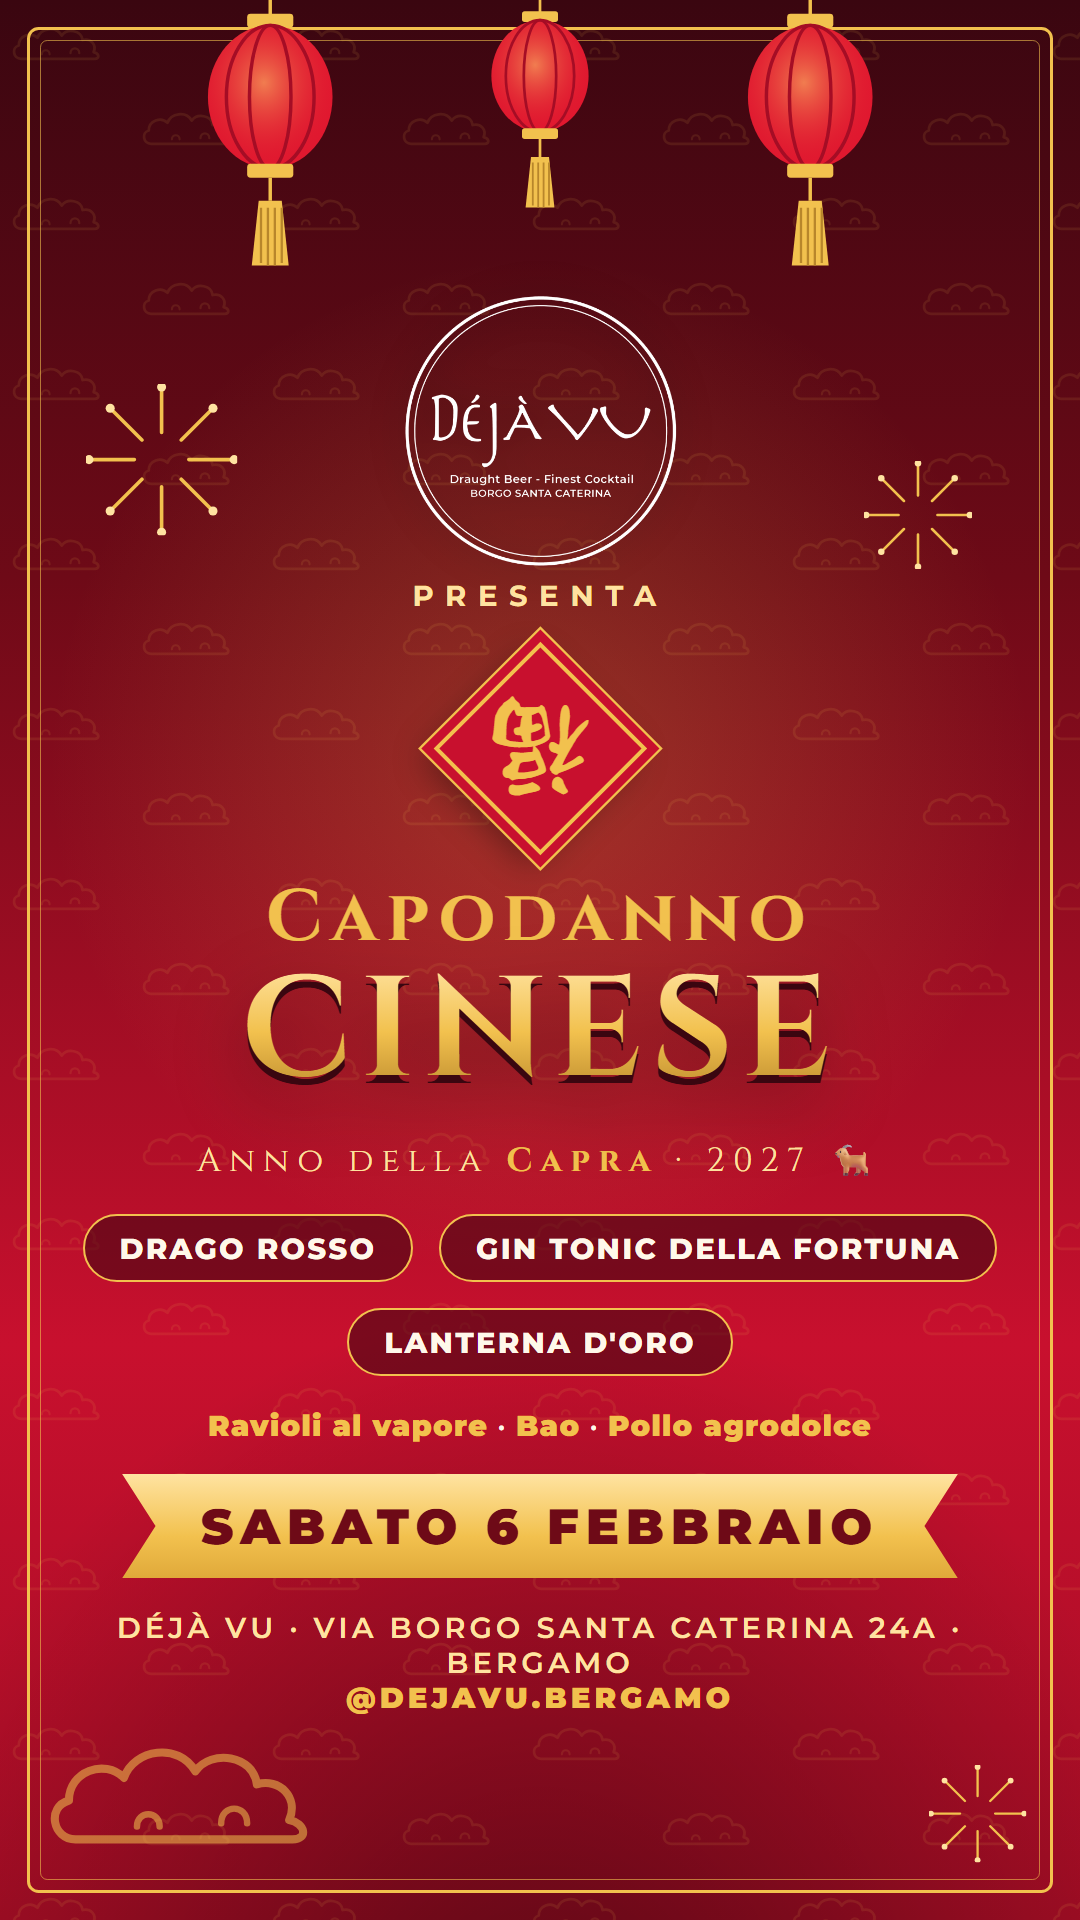 DÉJÀ VU
Draught Beer - Finest Cocktail
BORGO SANTA CATERINA
PRESENTA
福
CAPODANNO
CINESE
ANNO DELLA CAPRA · 2027 🐐
DRAGO ROSSO
GIN TONIC DELLA FORTUNA
LANTERNA D'ORO
Ravioli al vapore · Bao · Pollo agrodolce
SABATO 6 FEBBRAIO
DÉJÀ VU · VIA BORGO SANTA CATERINA 24A ·
BERGAMO
@DEJAVU.BERGAMO